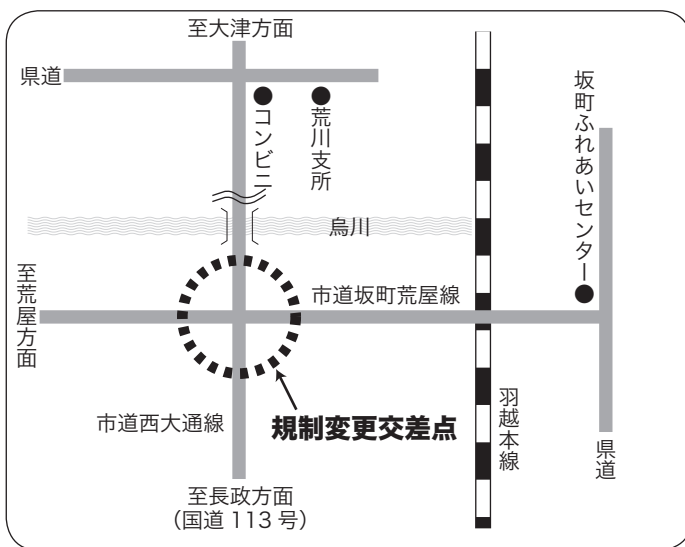 至大津方面
県道
コンビニ
荒川支所
坂町ふれあいセンター
烏川
至荒屋方面
市道坂町荒屋線
市道西大通線
規制変更交差点
羽越本線
県道
至長政方面
（国道 113 号）